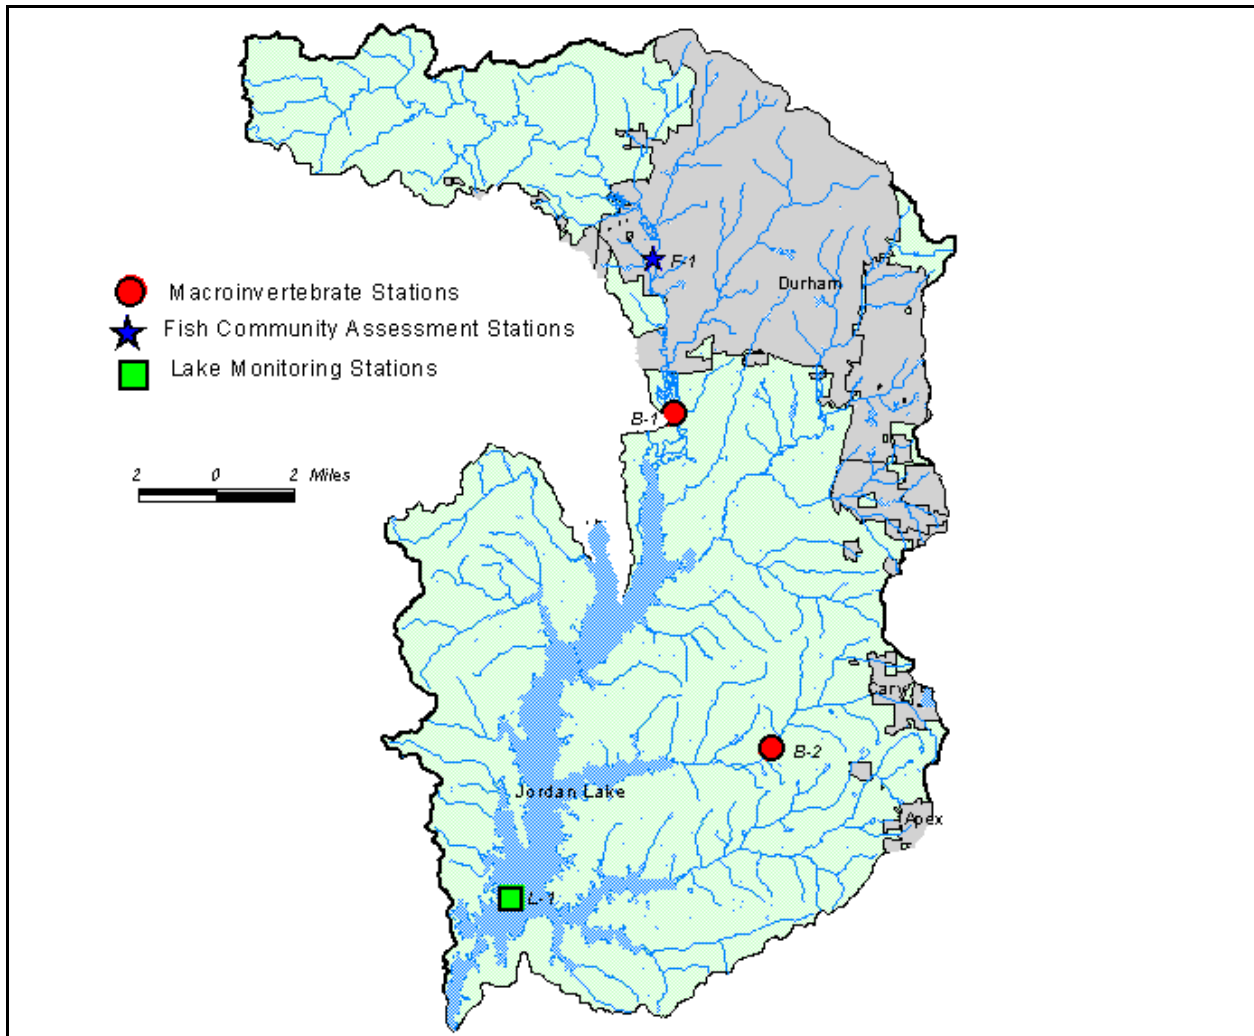 F-1
Durham
Macroinvertebrate Stations
Fish Community Assessment Stations
Lake Monitoring Stations
B-1
2 0 2 Miles
Cary
B-2
Jordan Lake
Apex
L-1